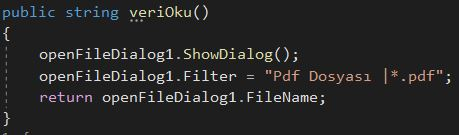 public string veriOku()
{
openFileDialog1.ShowDialog();
openFileDialog1.Filter = "Pdf Dosyası |*.pdf";
return openFileDialog1.FileName;
}